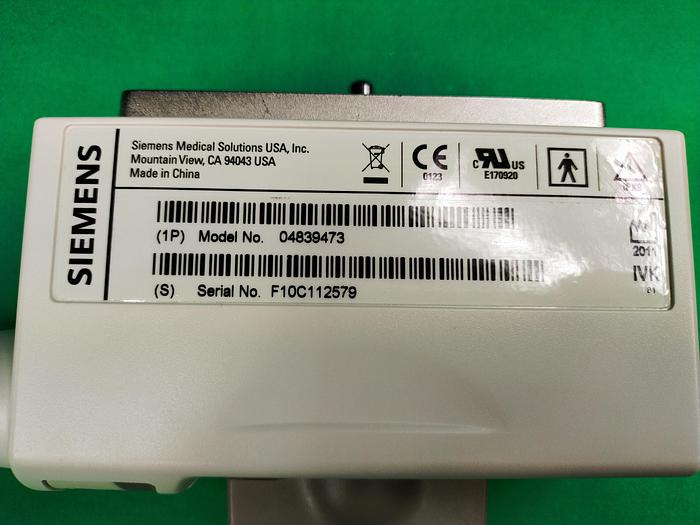 SIEMENS
Siemens Medical Solutions USA, Inc.
Mountain View, CA 94043 USA
Made in China
CE
0123
c RU US
E170920
(1P) Model No. 04839473
(S) Serial No. F10C112579
2011
IVK